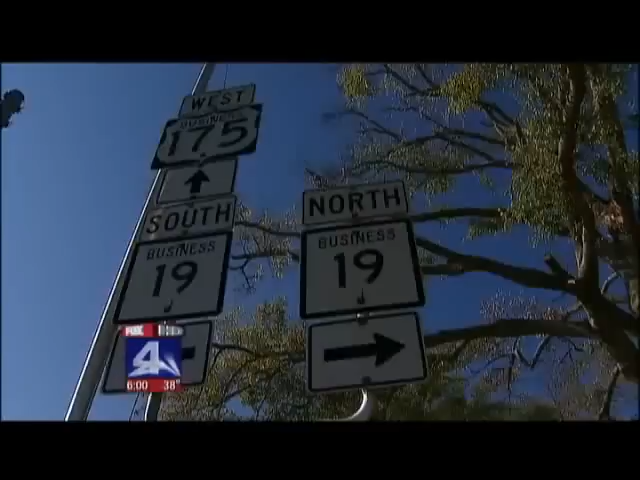 WEST
BUSINESS
175
SOUTH
BUSINESS
19
NORTH
BUSINESS
19
FOX
4
6:00 38°